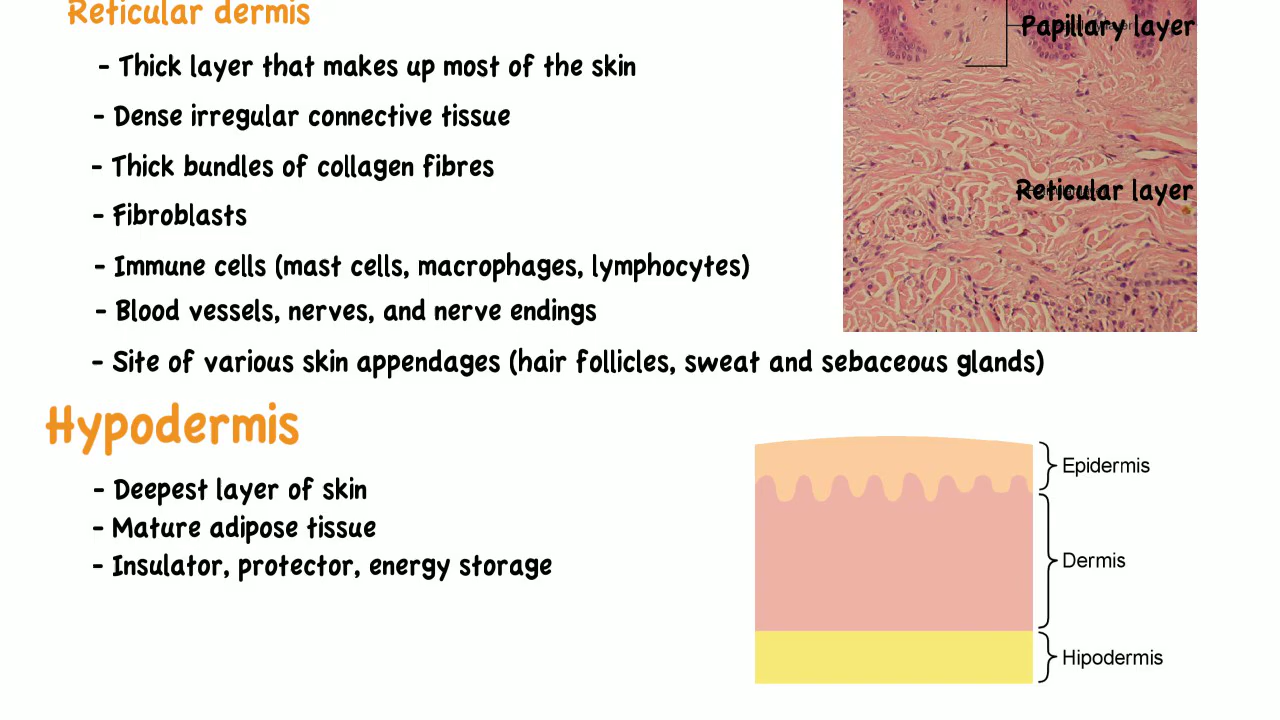 Reticular dermis
- Thick layer that makes up most of the skin
- Dense irregular connective tissue
- Thick bundles of collagen fibres
- Fibroblasts
- Immune cells (mast cells, macrophages, lymphocytes)
- Blood vessels, nerves, and nerve endings
- Site of various skin appendages (hair follicles, sweat and sebaceous glands)
Papillary layer
Reticular layer
Hypodermis
- Deepest layer of skin
- Mature adipose tissue
- Insulator, protector, energy storage
Epidermis
Dermis
Hipodermis